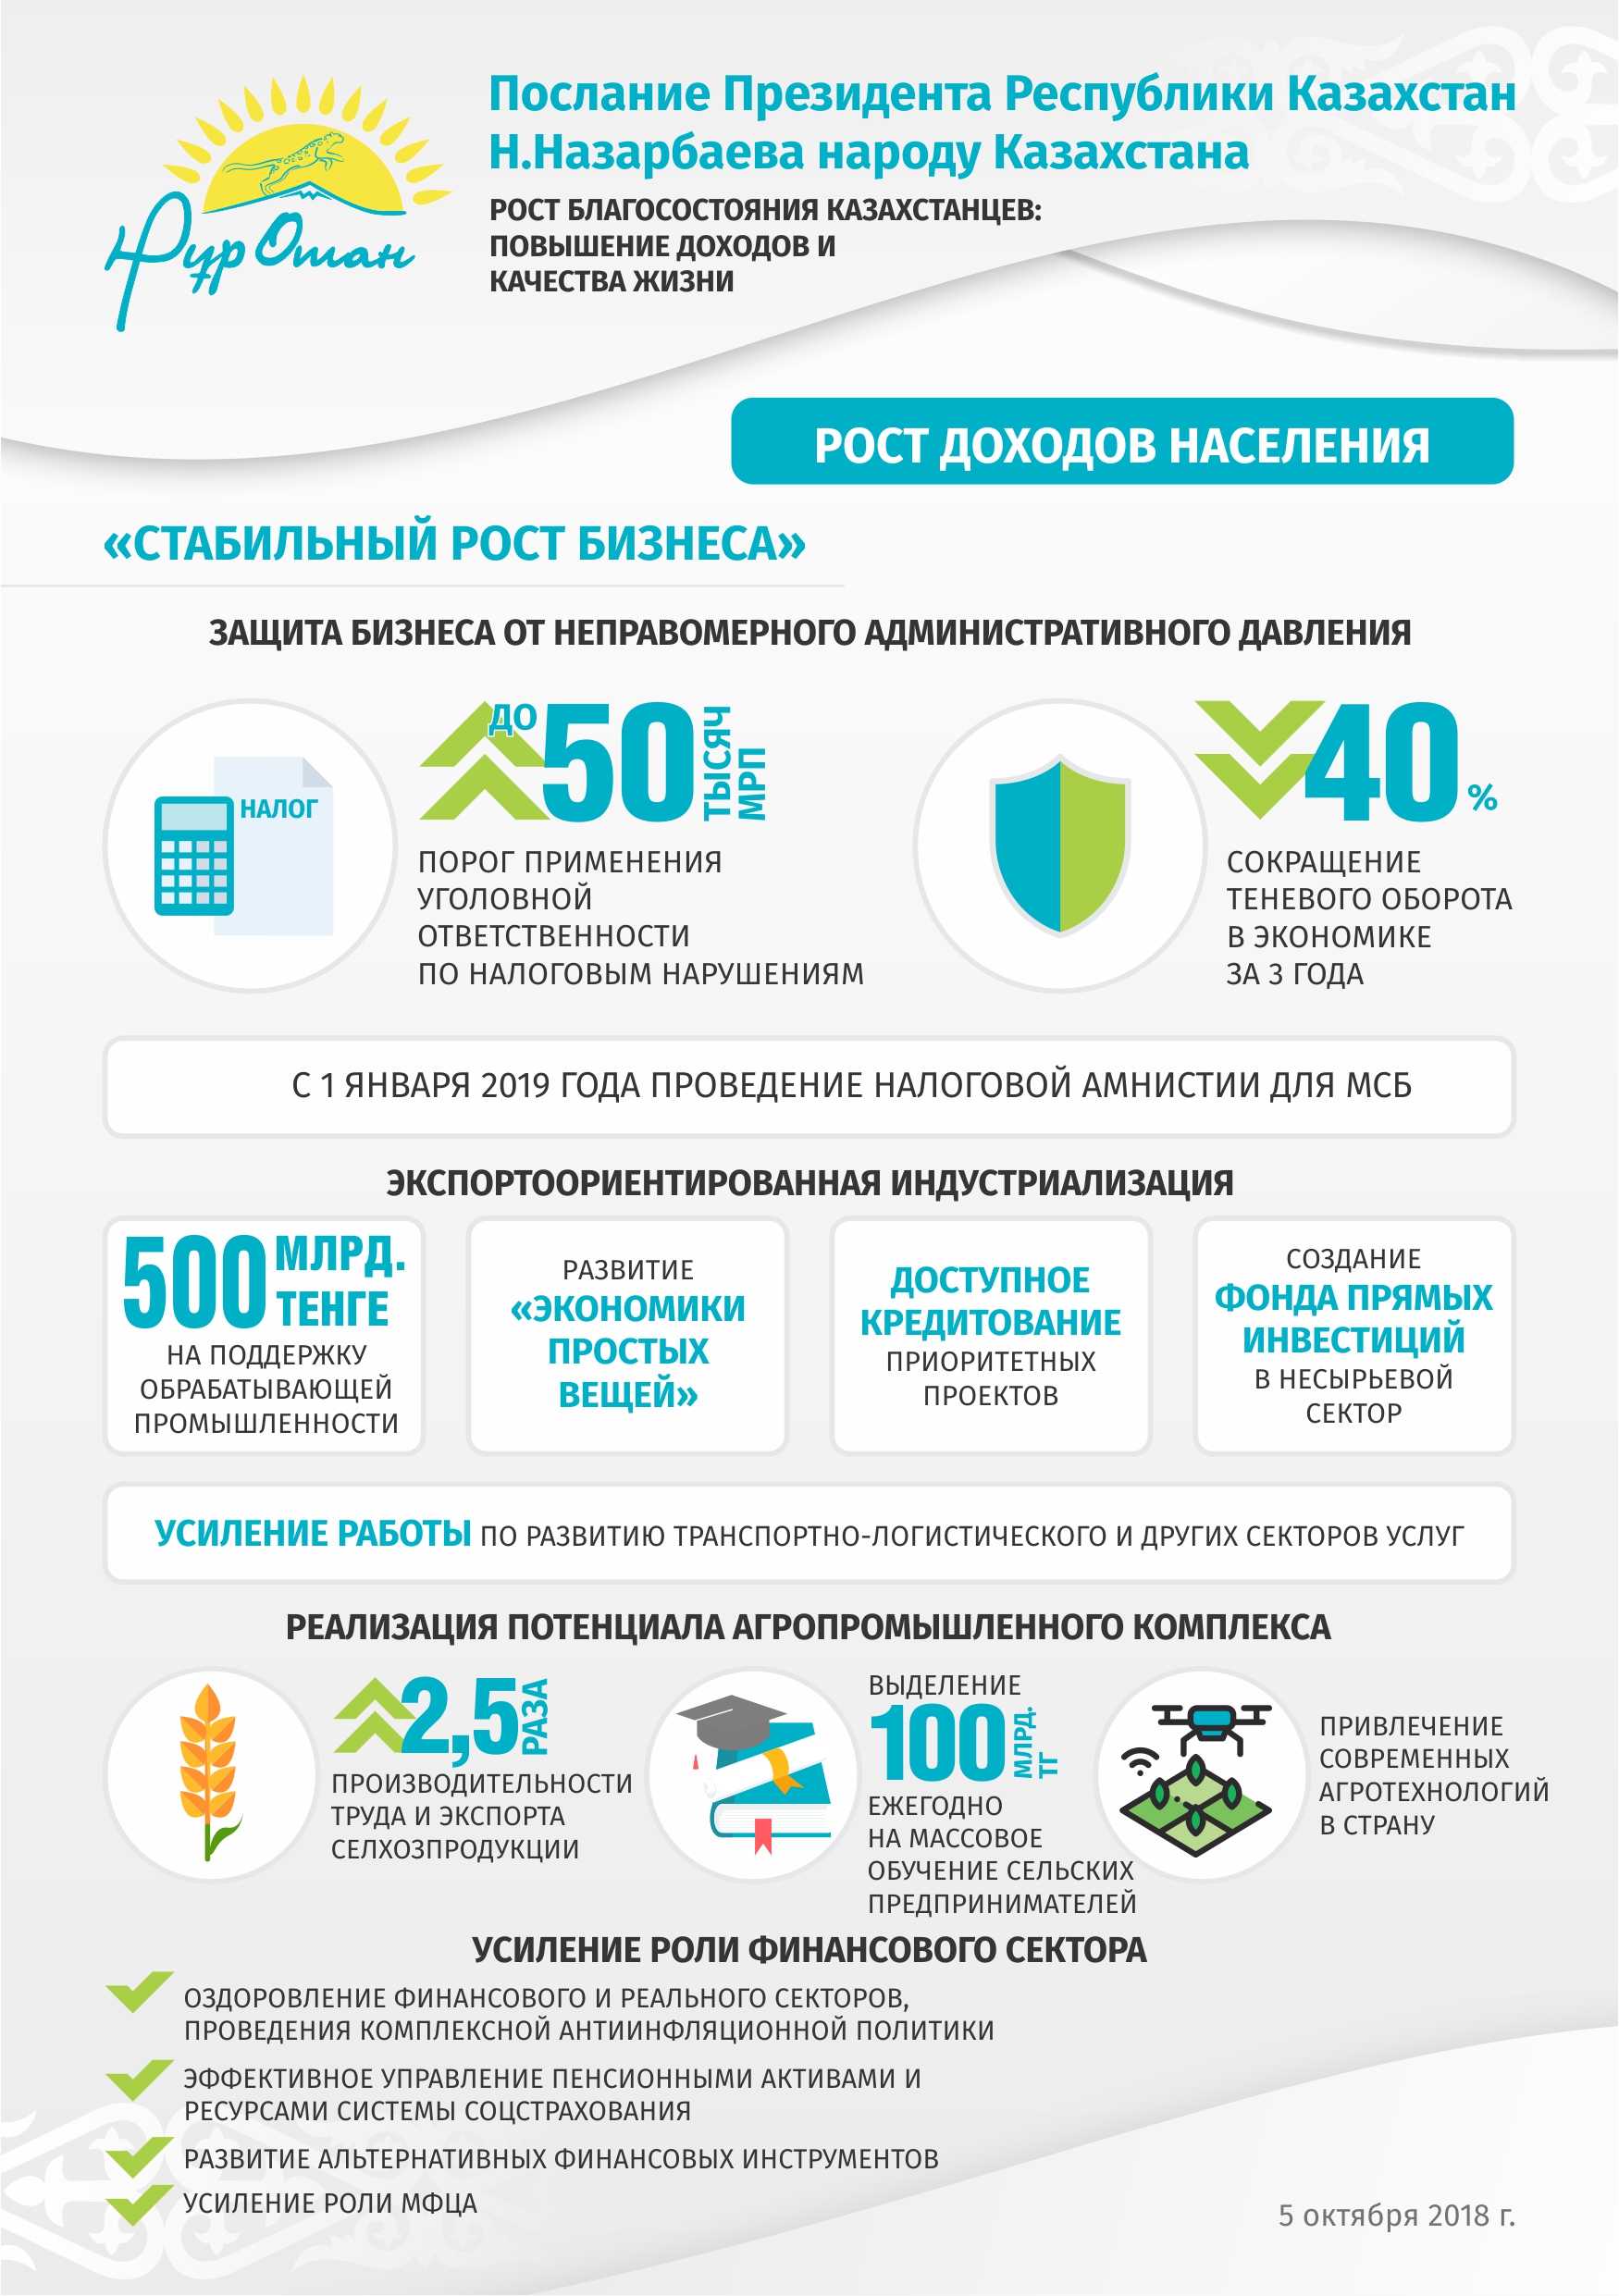 Нұр Отан
Послание Президента Республики Казахстан
Н.Назарбаева народу Казахстана
РОСТ БЛАГОСОСТОЯНИЯ КАЗАХСТАНЦЕВ:
ПОВЫШЕНИЕ ДОХОДОВ И
КАЧЕСТВА ЖИЗНИ
РОСТ ДОХОДОВ НАСЕЛЕНИЯ
«СТАБИЛЬНЫЙ РОСТ БИЗНЕСА»
ЗАЩИТА БИЗНЕСА ОТ НЕПРАВОМЕРНОГО АДМИНИСТРАТИВНОГО ДАВЛЕНИЯ
НАЛОГ
ДО 50 ТЫСЯЧ
МРП
ПОРОГ ПРИМЕНЕНИЯ
УГОЛОВНОЙ
ОТВЕТСТВЕННОСТИ
ПО НАЛОГОВЫМ НАРУШЕНИЯМ
40 %
СОКРАЩЕНИЕ
ТЕНЕВОГО ОБОРОТА
В ЭКОНОМИКЕ
ЗА 3 ГОДА
С 1 ЯНВАРЯ 2019 ГОДА ПРОВЕДЕНИЕ НАЛОГОВОЙ АМНИСТИИ ДЛЯ МСБ
ЭКСПОРТООРИЕНТИРОВАННАЯ ИНДУСТРИАЛИЗАЦИЯ
500 МЛРД.
ТЕНГЕ
НА ПОДДЕРЖКУ
ОБРАБАТЫВАЮЩЕЙ
ПРОМЫШЛЕННОСТИ
РАЗВИТИЕ
«ЭКОНОМИКИ
ПРОСТЫХ
ВЕЩЕЙ»
ДОСТУПНОЕ
КРЕДИТОВАНИЕ
ПРИОРИТЕТНЫХ
ПРОЕКТОВ
СОЗДАНИЕ
ФОНДА ПРЯМЫХ
ИНВЕСТИЦИЙ
В НЕСЫРЬЕВОЙ
СЕКТОР
УСИЛЕНИЕ РАБОТЫ ПО РАЗВИТИЮ ТРАНСПОРТНО-ЛОГИСТИЧЕСКОГО И ДРУГИХ СЕКТОРОВ УСЛУГ
РЕАЛИЗАЦИЯ ПОТЕНЦИАЛА АГРОПРОМЫШЛЕННОГО КОМПЛЕКСА
2,5 РАЗА
ПРОИЗВОДИТЕЛЬНОСТИ
ТРУДА И ЭКСПОРТА
СЕЛХОЗПРОДУКЦИИ
ВЫДЕЛЕНИЕ
100 МЛРД.
ТГ
ЕЖЕГОДНО
НА МАССОВОЕ
ОБУЧЕНИЕ СЕЛЬСКИХ
ПРЕДПРИНИМАТЕЛЕЙ
ПРИВЛЕЧЕНИЕ
СОВРЕМЕННЫХ
АГРОТЕХНОЛОГИЙ
В СТРАНУ
УСИЛЕНИЕ РОЛИ ФИНАНСОВОГО СЕКТОРА
ОЗДОРОВЛЕНИЕ ФИНАНСОВОГО И РЕАЛЬНОГО СЕКТОРОВ,
ПРОВЕДЕНИЯ КОМПЛЕКСНОЙ АНТИИНФЛЯЦИОННОЙ ПОЛИТИКИ
ЭФФЕКТИВНОЕ УПРАВЛЕНИЕ ПЕНСИОННЫМИ АКТИВАМИ И
РЕСУРСАМИ СИСТЕМЫ СОЦСТРАХОВАНИЯ
РАЗВИТИЕ АЛЬТЕРНАТИВНЫХ ФИНАНСОВЫХ ИНСТРУМЕНТОВ
УСИЛЕНИЕ РОЛИ МФЦА
5 октября 2018 г.